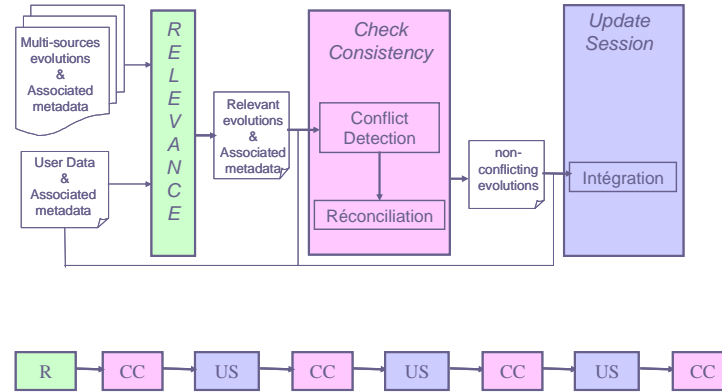 Multi-sources
evolutions
&
Associated
metadata
User Data
&
Associated
metadata
R
E
L
E
V
A
N
C
E
Relevant
evolutions
&
Associated
metadata
Check
Consistency
Conflict
Detection
Réconciliation
non-
conflicting
evolutions
Update
Session
Intégration
R
CC
US
CC
US
CC
US
CC